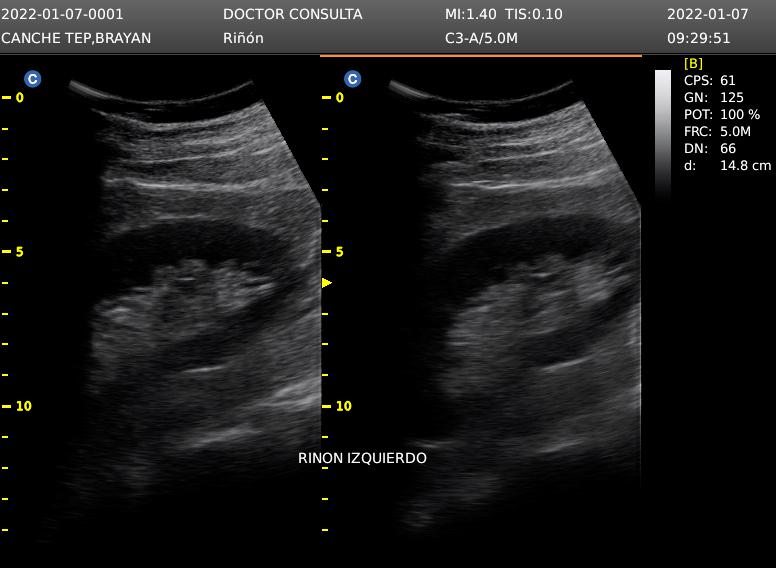 2022-01-07-0001 DOCTOR CONSULTA MI:1.40 TIS:0.10 2022-01-07
CANCHE TEP,BRAYAN Riñón C3-A/5.0M 09:29:51
C C
[B]
CPS: 61
GN: 125
POT: 100 %
FRC: 5.0M
DN: 66
d: 14.8 cm
0 0
5 5
10 10
RINON IZQUIERDO